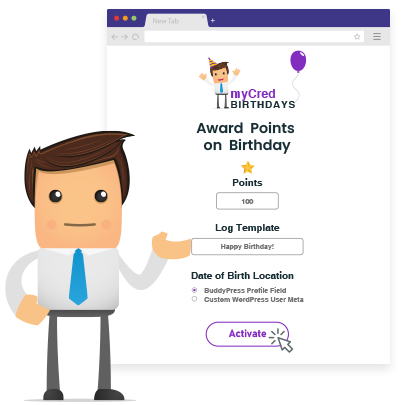 New Tab
myCred
BIRTHDAYS
Award Points
on Birthday
Points
100
Log Template
Happy Birthday!
Date of Birth Location
BuddyPress Profile Field
Custom WordPress User Meta
Activate